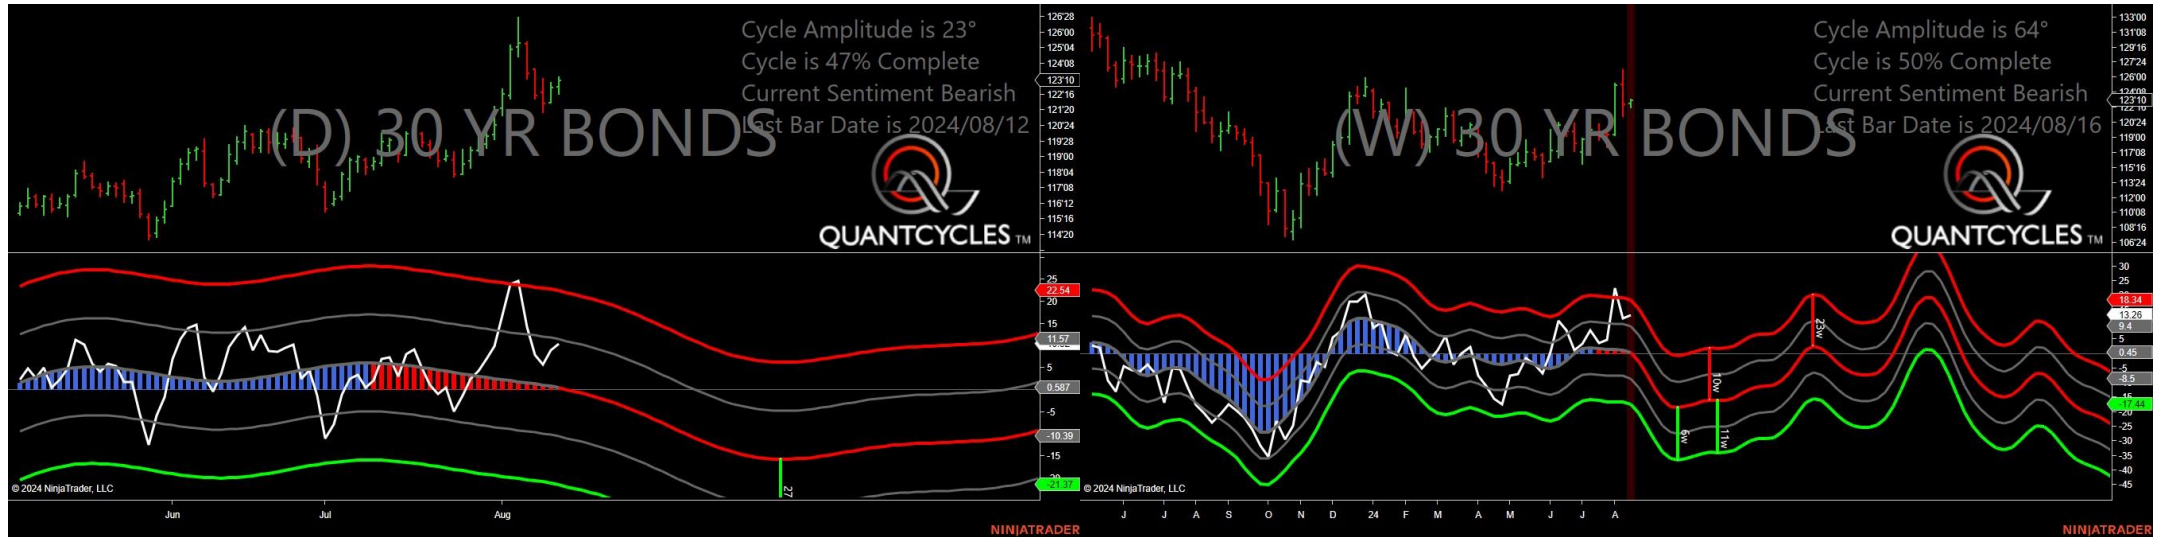 Cycle Amplitude is 23°
Cycle is 47% Complete
Current Sentiment Bearish
Last Bar Date is 2024/08/12
(D) 30 YR BONDS
QUANTCYCLES TM
126'28
126'00
125'04
124'08
123'10
122'16
121'20
120'24
119'28
119'00
118'04
117'08
116'12
115'16
114'20
25
22.54
20
15
11.57
5
0.587
-5
-10.39
-15
-21.37
27
© 2024 NinjaTrader, LLC
Jun
Jul
Aug
NINJATRADER
Cycle Amplitude is 64°
Cycle is 50% Complete
Current Sentiment Bearish
Last Bar Date is 2024/08/16
(W) 30 YR BONDS
QUANTCYCLES TM
133'00
131'08
129'16
127'24
126'00
123'10
120'24
119'00
117'08
115'16
113'24
112'00
110'08
108'16
106'24
30
25
18.34
13.26
9.4
5
0.45
-5
-8.5
-17.44
-25
-30
-35
-40
-45
23w
10w
6w
11w
© 2024 NinjaTrader, LLC
J
J
A
S
O
N
D
24
F
M
A
M
J
J
A
NINJATRADER